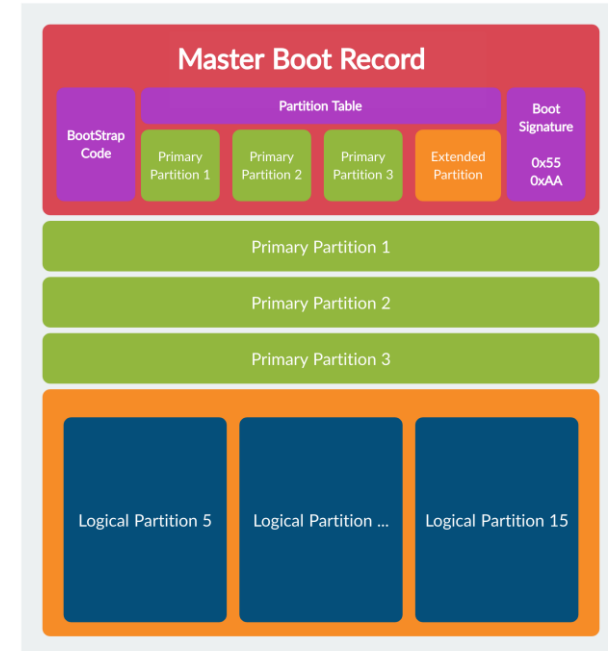 Master Boot Record
BootStrap
Code
Partition Table
Primary
Partition 1
Primary
Partition 2
Primary
Partition 3
Extended
Partition
Boot
Signature
0x55
0xAA
Primary Partition 1
Primary Partition 2
Primary Partition 3
Logical Partition 5
Logical Partition ...
Logical Partition 15